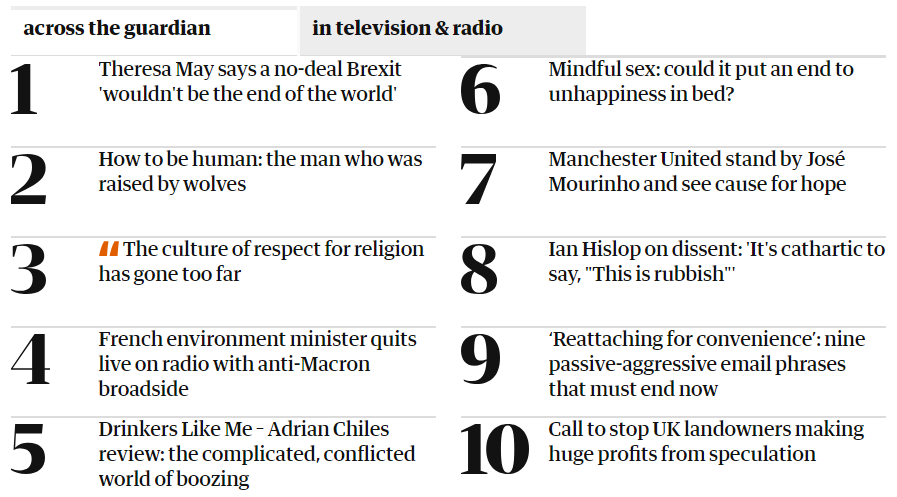 across the guardian
in television & radio
1
Theresa May says a no-deal Brexit
'wouldn't be the end of the world'
2
How to be human: the man who was
raised by wolves
3
“ The culture of respect for religion
has gone too far
4
French environment minister quits
live on radio with anti-Macron
broadside
5
Drinkers Like Me – Adrian Chiles
review: the complicated, conflicted
world of boozing
6
Mindful sex: could it put an end to
unhappiness in bed?
7
Manchester United stand by José
Mourinho and see cause for hope
8
Ian Hislop on dissent: 'It's cathartic to
say, "This is rubbish"'
9
‘Reattaching for convenience’: nine
passive-aggressive email phrases
that must end now
10
Call to stop UK landowners making
huge profits from speculation